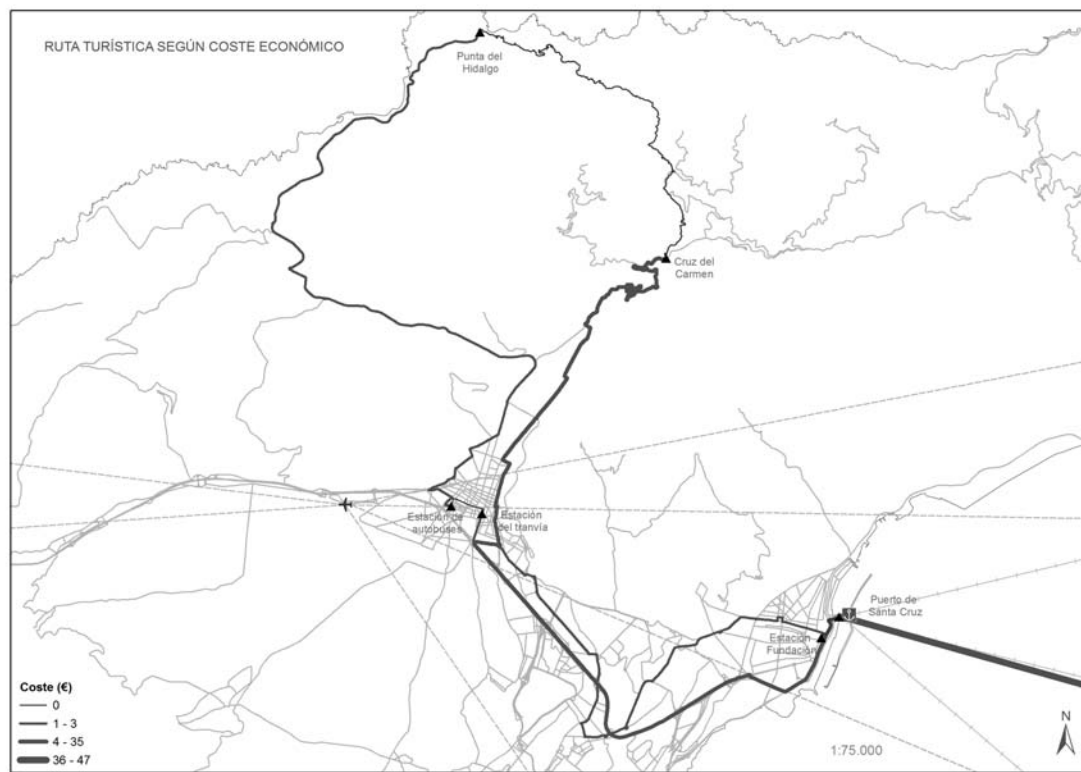 RUTA TURÍSTICA SEGÚN COSTE ECONÓMICO
Punta del
Hidalgo
Cruz del
Carmen
Estación de
autobuses
Estación
del tranvía
Puerto de
Santa Cruz
Estación
Fundación
Coste (€)
0
1 - 3
4 - 35
36 - 47
1:75.000
N